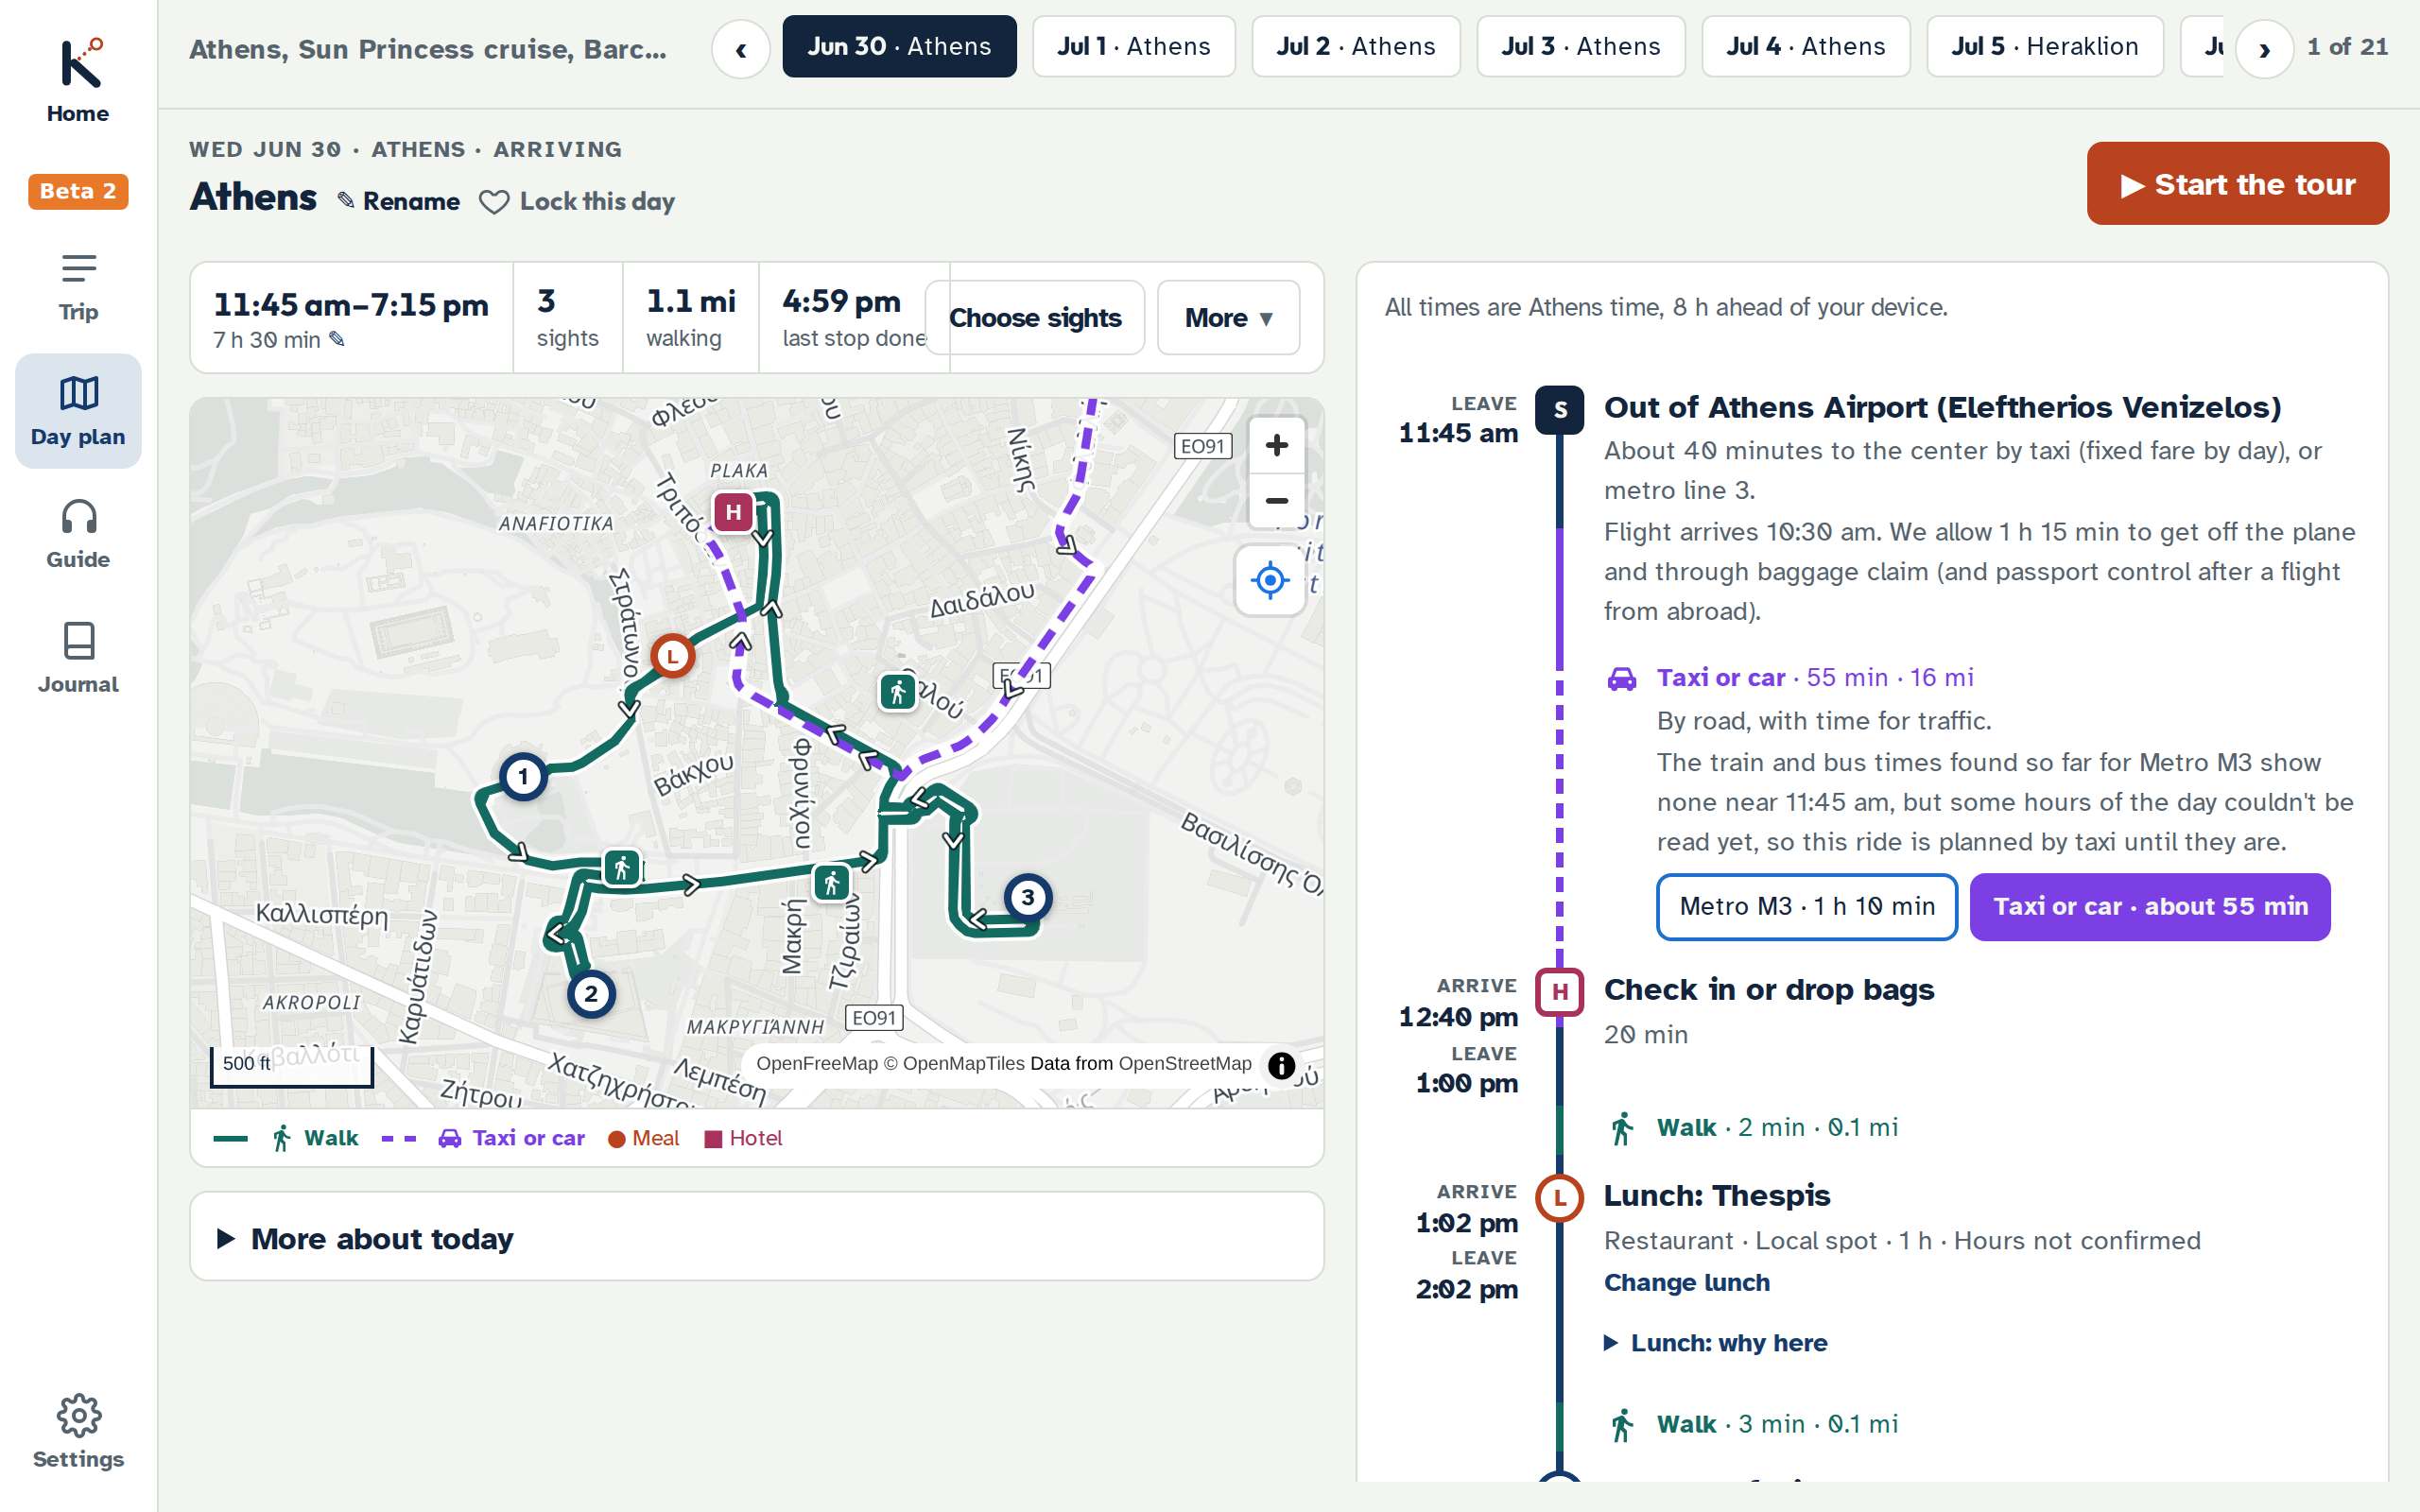 Home
Beta 2
Trip
Day plan
Guide
Journal
Settings
Athens, Sun Princess cruise, Barc...
‹
Jun 30 · Athens
Jul 1 · Athens
Jul 2 · Athens
Jul 3 · Athens
Jul 4 · Athens
Jul 5 · Heraklion
›
1 of 21
WED JUN 30 · ATHENS · ARRIVING
Athens ✎ Rename Lock this day
▶ Start the tour
11:45 am–7:15 pm
7 h 30 min ✎
3
sights
1.1 mi
walking
4:59 pm
last stop done
Choose sights
More ▾
PLAKA
ΑΝΑΦΙΟΤΙΚΑ
Νίκης
EO91
Δαιδάλου
Βάκχου
Φρυνίχου
Καλλισπέρη
Καρυάτιδων
AKROPOLI
Μακρή
Τζιραίων
ΜΑΚΡΥΓΙΆΝΝΗ
EO91
Βασιλίσσης
Χατζηχρήστου
Λεμπέση
Ζήτρου
H
L
1
2
3
+
−
500 ft
OpenFreeMap © OpenMapTiles Data from OpenStreetMap
Walk
Taxi or car
Meal
Hotel
▶ More about today
All times are Athens time, 8 h ahead of your device.
LEAVE
11:45 am
S
Out of Athens Airport (Eleftherios Venizelos)
About 40 minutes to the center by taxi (fixed fare by day), or
metro line 3.
Flight arrives 10:30 am. We allow 1 h 15 min to get off the plane
and through baggage claim (and passport control after a flight
from abroad).
Taxi or car · 55 min · 16 mi
By road, with time for traffic.
The train and bus times found so far for Metro M3 show
none near 11:45 am, but some hours of the day couldn't be
read yet, so this ride is planned by taxi until they are.
Metro M3 · 1 h 10 min
Taxi or car · about 55 min
ARRIVE
12:40 pm
LEAVE
1:00 pm
H
Check in or drop bags
20 min
Walk · 2 min · 0.1 mi
ARRIVE
1:02 pm
LEAVE
2:02 pm
L
Lunch: Thespis
Restaurant · Local spot · 1 h · Hours not confirmed
Change lunch
▶ Lunch: why here
Walk · 3 min · 0.1 mi